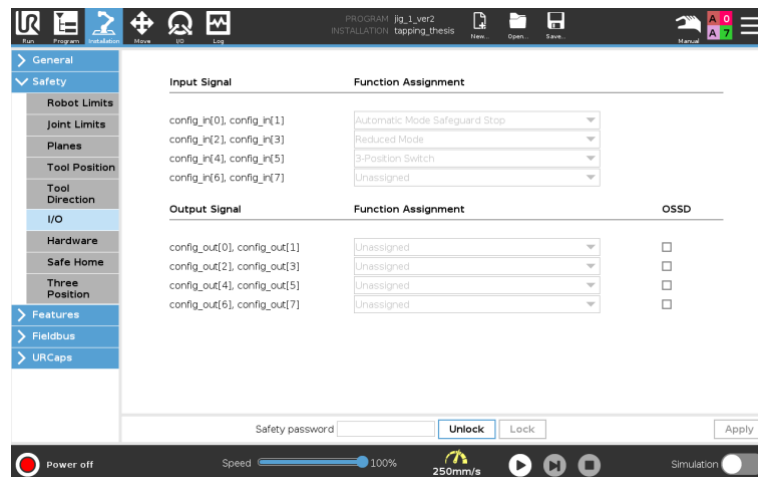 UR
PROGRAM jig_1_ver2
INSTALLATION tapping_thesis
Run Program Installation Move I/O Log New... Open... Save... Manual A 0 A 7
General
Safety
Robot Limits
Joint Limits
Planes
Tool Position
Tool
Direction
I/O
Hardware
Safe Home
Three
Position
Features
Fieldbus
URCaps
Input Signal Function Assignment
config_in[0], config_in[1] Automatic Mode Safeguard Stop
config_in[2], config_in[3] Reduced Mode
config_in[4], config_in[5] 3-Position Switch
config_in[6], config_in[7] Unassigned
Output Signal Function Assignment OSSD
config_out[0], config_out[1] Unassigned
config_out[2], config_out[3] Unassigned
config_out[4], config_out[5] Unassigned
config_out[6], config_out[7] Unassigned
Safety password Unlock Lock Apply
Power off Speed 100% 250mm/s Simulation